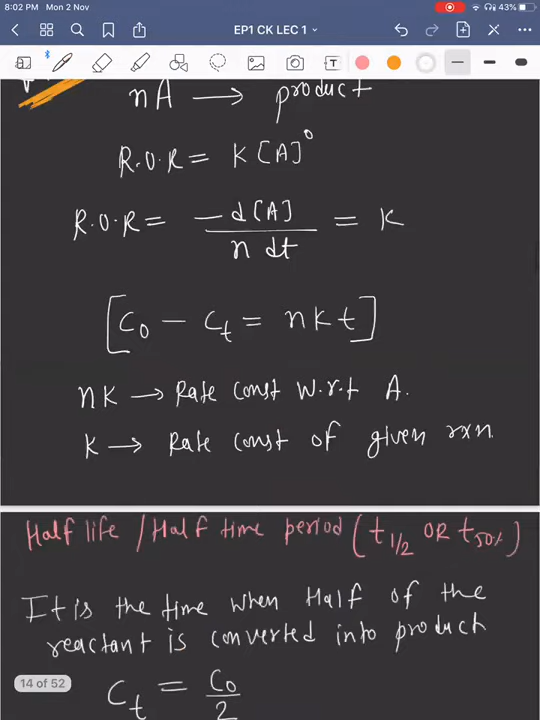 8:02 PM Mon 2 Nov
43%
EP1 CK LEC 1
T
nA → product
R.O.R = K [A]⁰
R.O.R = -d[A] / n dt = K
[C₀ - Cₜ = nKt]
nK → Rate const w.r.t A.
K → Rate const of given rxn.
Half life / Half time period (t₁/₂ OR t₅₀%)
It is the time when Half of the
reactant is converted into product
14 of 52
Cₜ = C₀/2